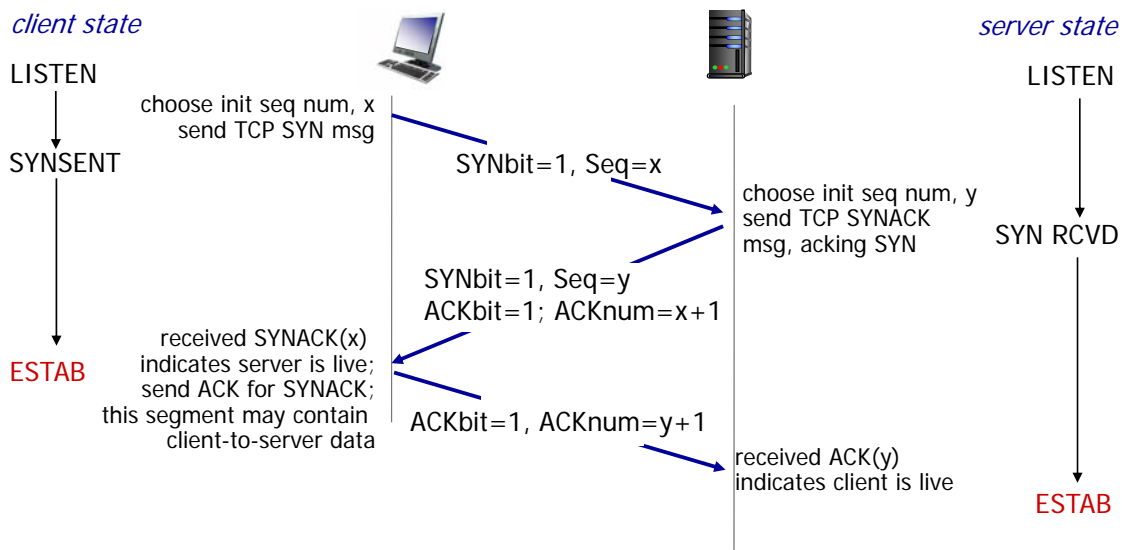 client state
server state
LISTEN
LISTEN
choose init seq num, x
send TCP SYN msg
SYNSENT
SYNbit=1, Seq=x
choose init seq num, y
send TCP SYNACK
msg, acking SYN
SYN RCVD
SYNbit=1, Seq=y
ACKbit=1; ACKnum=x+1
received SYNACK(x)
indicates server is live;
send ACK for SYNACK;
this segment may contain
client-to-server data
ESTAB
ACKbit=1, ACKnum=y+1
received ACK(y)
indicates client is live
ESTAB